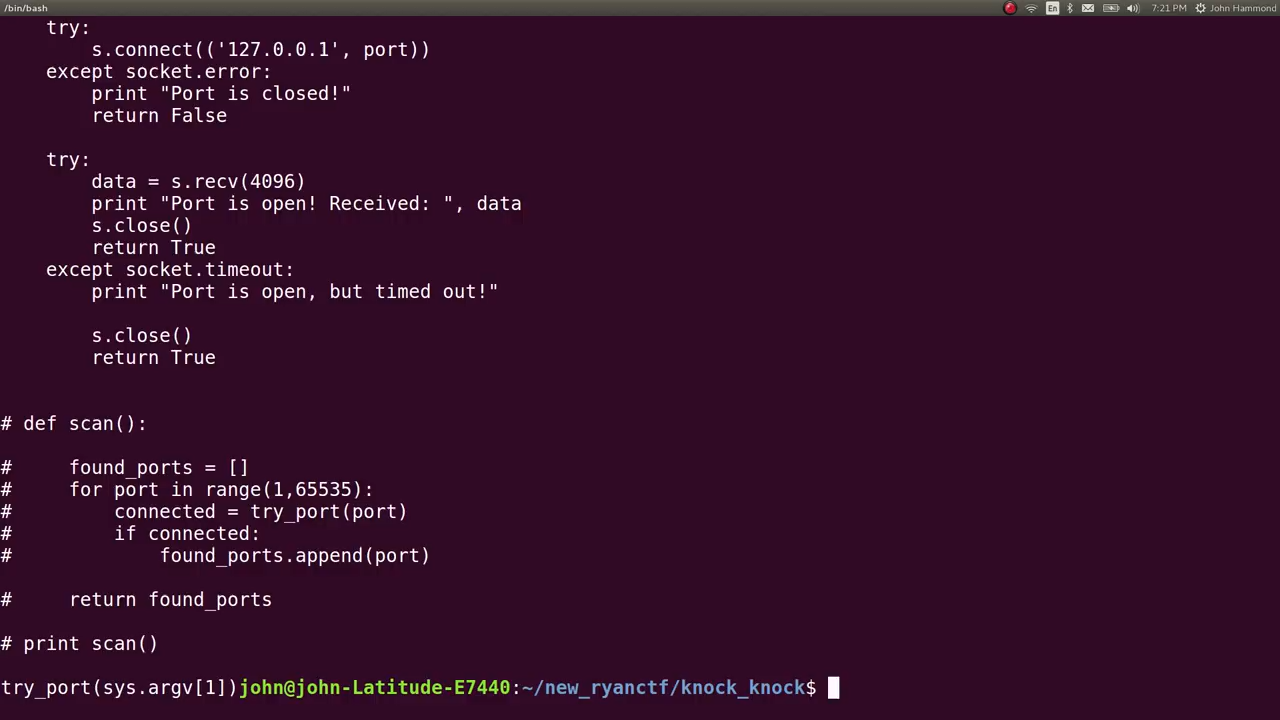 /bin/bash
En
7:21 PM
John Hammond
try:
s.connect(('127.0.0.1', port))
except socket.error:
print "Port is closed!"
return False
try:
data = s.recv(4096)
print "Port is open! Received: ", data
s.close()
return True
except socket.timeout:
print "Port is open, but timed out!"
s.close()
return True
# def scan():
#     found_ports = []
#     for port in range(1,65535):
#         connected = try_port(port)
#         if connected:
#             found_ports.append(port)
#     return found_ports
# print scan()
try_port(sys.argv[1])john@john-Latitude-E7440:~/new_ryanctf/knock_knock$